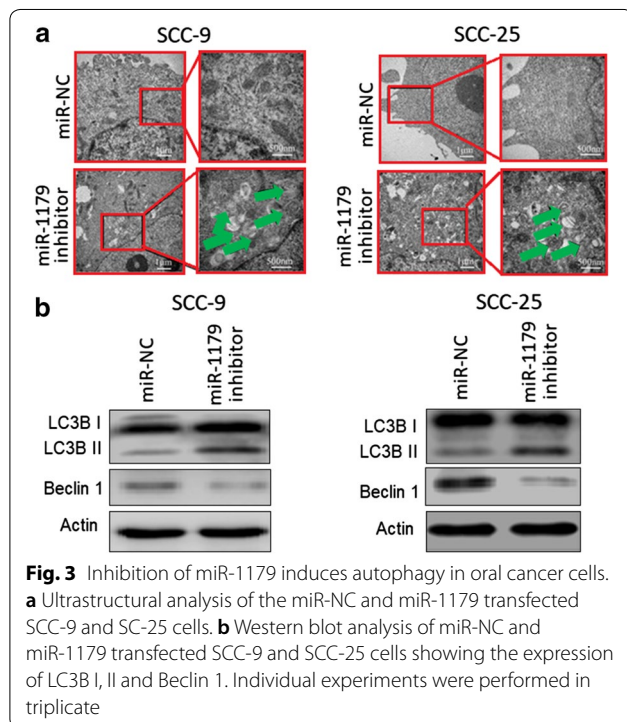 a
SCC-9
SCC-25
miR-NC
miR-NC
1µm
500nm
1µm
500nm
miR-1179
inhibitor
miR-1179
inhibitor
1µm
500nm
1µm
500nm
b
SCC-9
SCC-25
miR-NC
miR-1179
inhibitor
miR-NC
miR-1179
inhibitor
LC3B I
LC3B II
Beclin 1
Actin
LC3B I
LC3B II
Beclin 1
Actin
Fig. 3 Inhibition of miR-1179 induces autophagy in oral cancer cells.
a Ultrastructural analysis of the miR-NC and miR-1179 transfected
SCC-9 and SC-25 cells. b Western blot analysis of miR-NC and
miR-1179 transfected SCC-9 and SCC-25 cells showing the expression
of LC3B I, II and Beclin 1. Individual experiments were performed in
triplicate